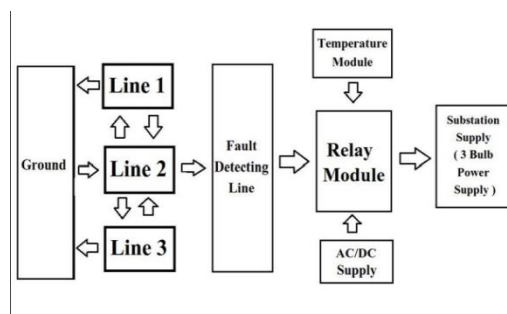 Ground
Line 1
Line 2
Line 3
Fault
Detecting
Line
Temperature
Module
Relay
Module
AC/DC
Supply
Substation
Supply
( 3 Bulb
Power
Supply )